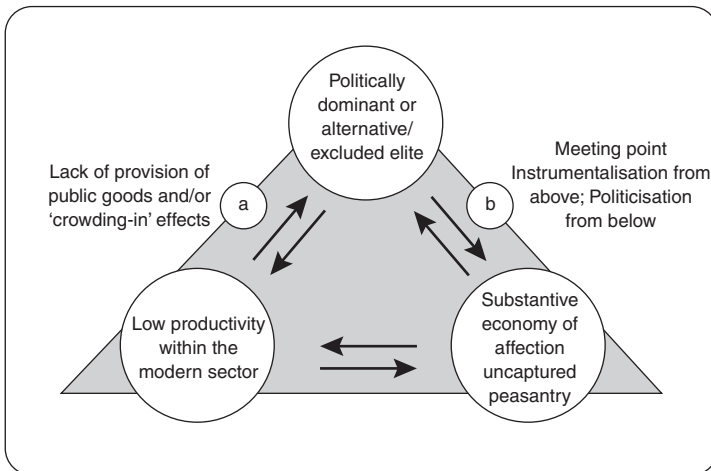 Politically
dominant or
alternative/
excluded elite
Lack of provision of
public goods and/or
‘crowding-in’ effects
a
b
Meeting point
Instrumentalisation from
above; Politicisation
from below
Low productivity
within the
modern sector
Substantive
economy of
affection
uncaptured
peasantry